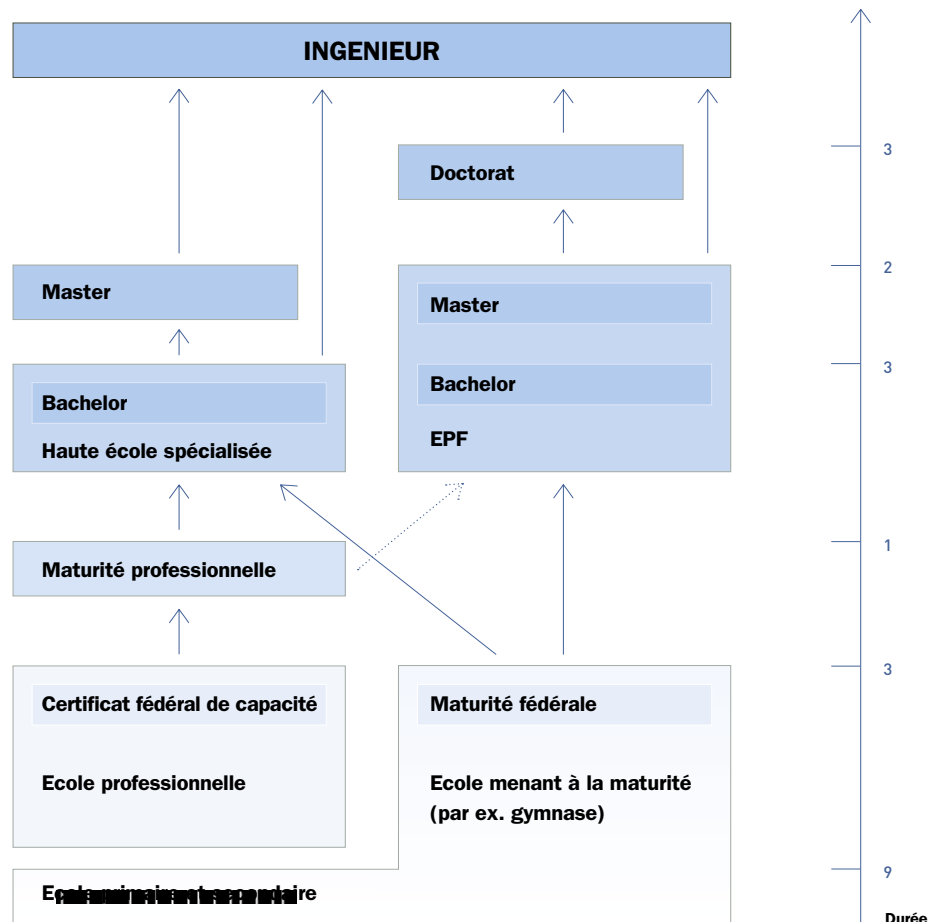 INGENIEUR
3
Doctorat
2
Master
Master
3
Bachelor
Bachelor
Haute école spécialisée
EPF
1
Maturité professionnelle
3
Certificat fédéral de capacité
Maturité fédérale
Ecole professionnelle
Ecole menant à la maturité
(par ex. gymnase)
9
Durée